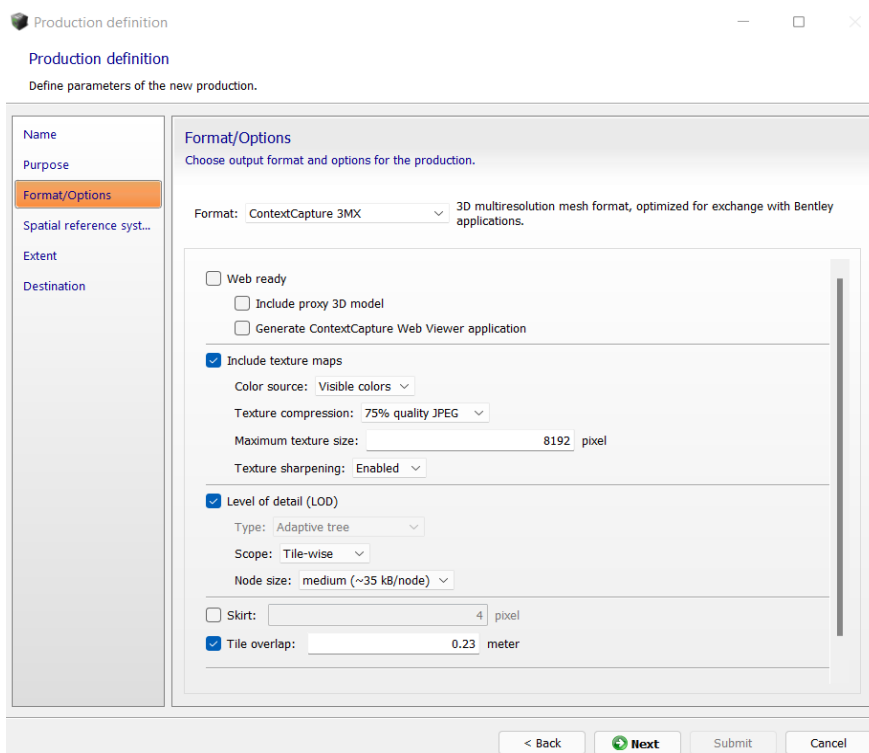 Production definition
Production definition
Define parameters of the new production.
Name
Purpose
Format/Options
Spatial reference syst...
Extent
Destination
Format/Options
Choose output format and options for the production.
Format: ContextCapture 3MX
3D multiresolution mesh format, optimized for exchange with Bentley
applications.
Web ready
Include proxy 3D model
Generate ContextCapture Web Viewer application
Include texture maps
Color source: Visible colors
Texture compression: 75% quality JPEG
Maximum texture size: 8192 pixel
Texture sharpening: Enabled
Level of detail (LOD)
Type: Adaptive tree
Scope: Tile-wise
Node size: medium (~35 kB/node)
Skirt: 4 pixel
Tile overlap: 0.23 meter
< Back Next Submit Cancel